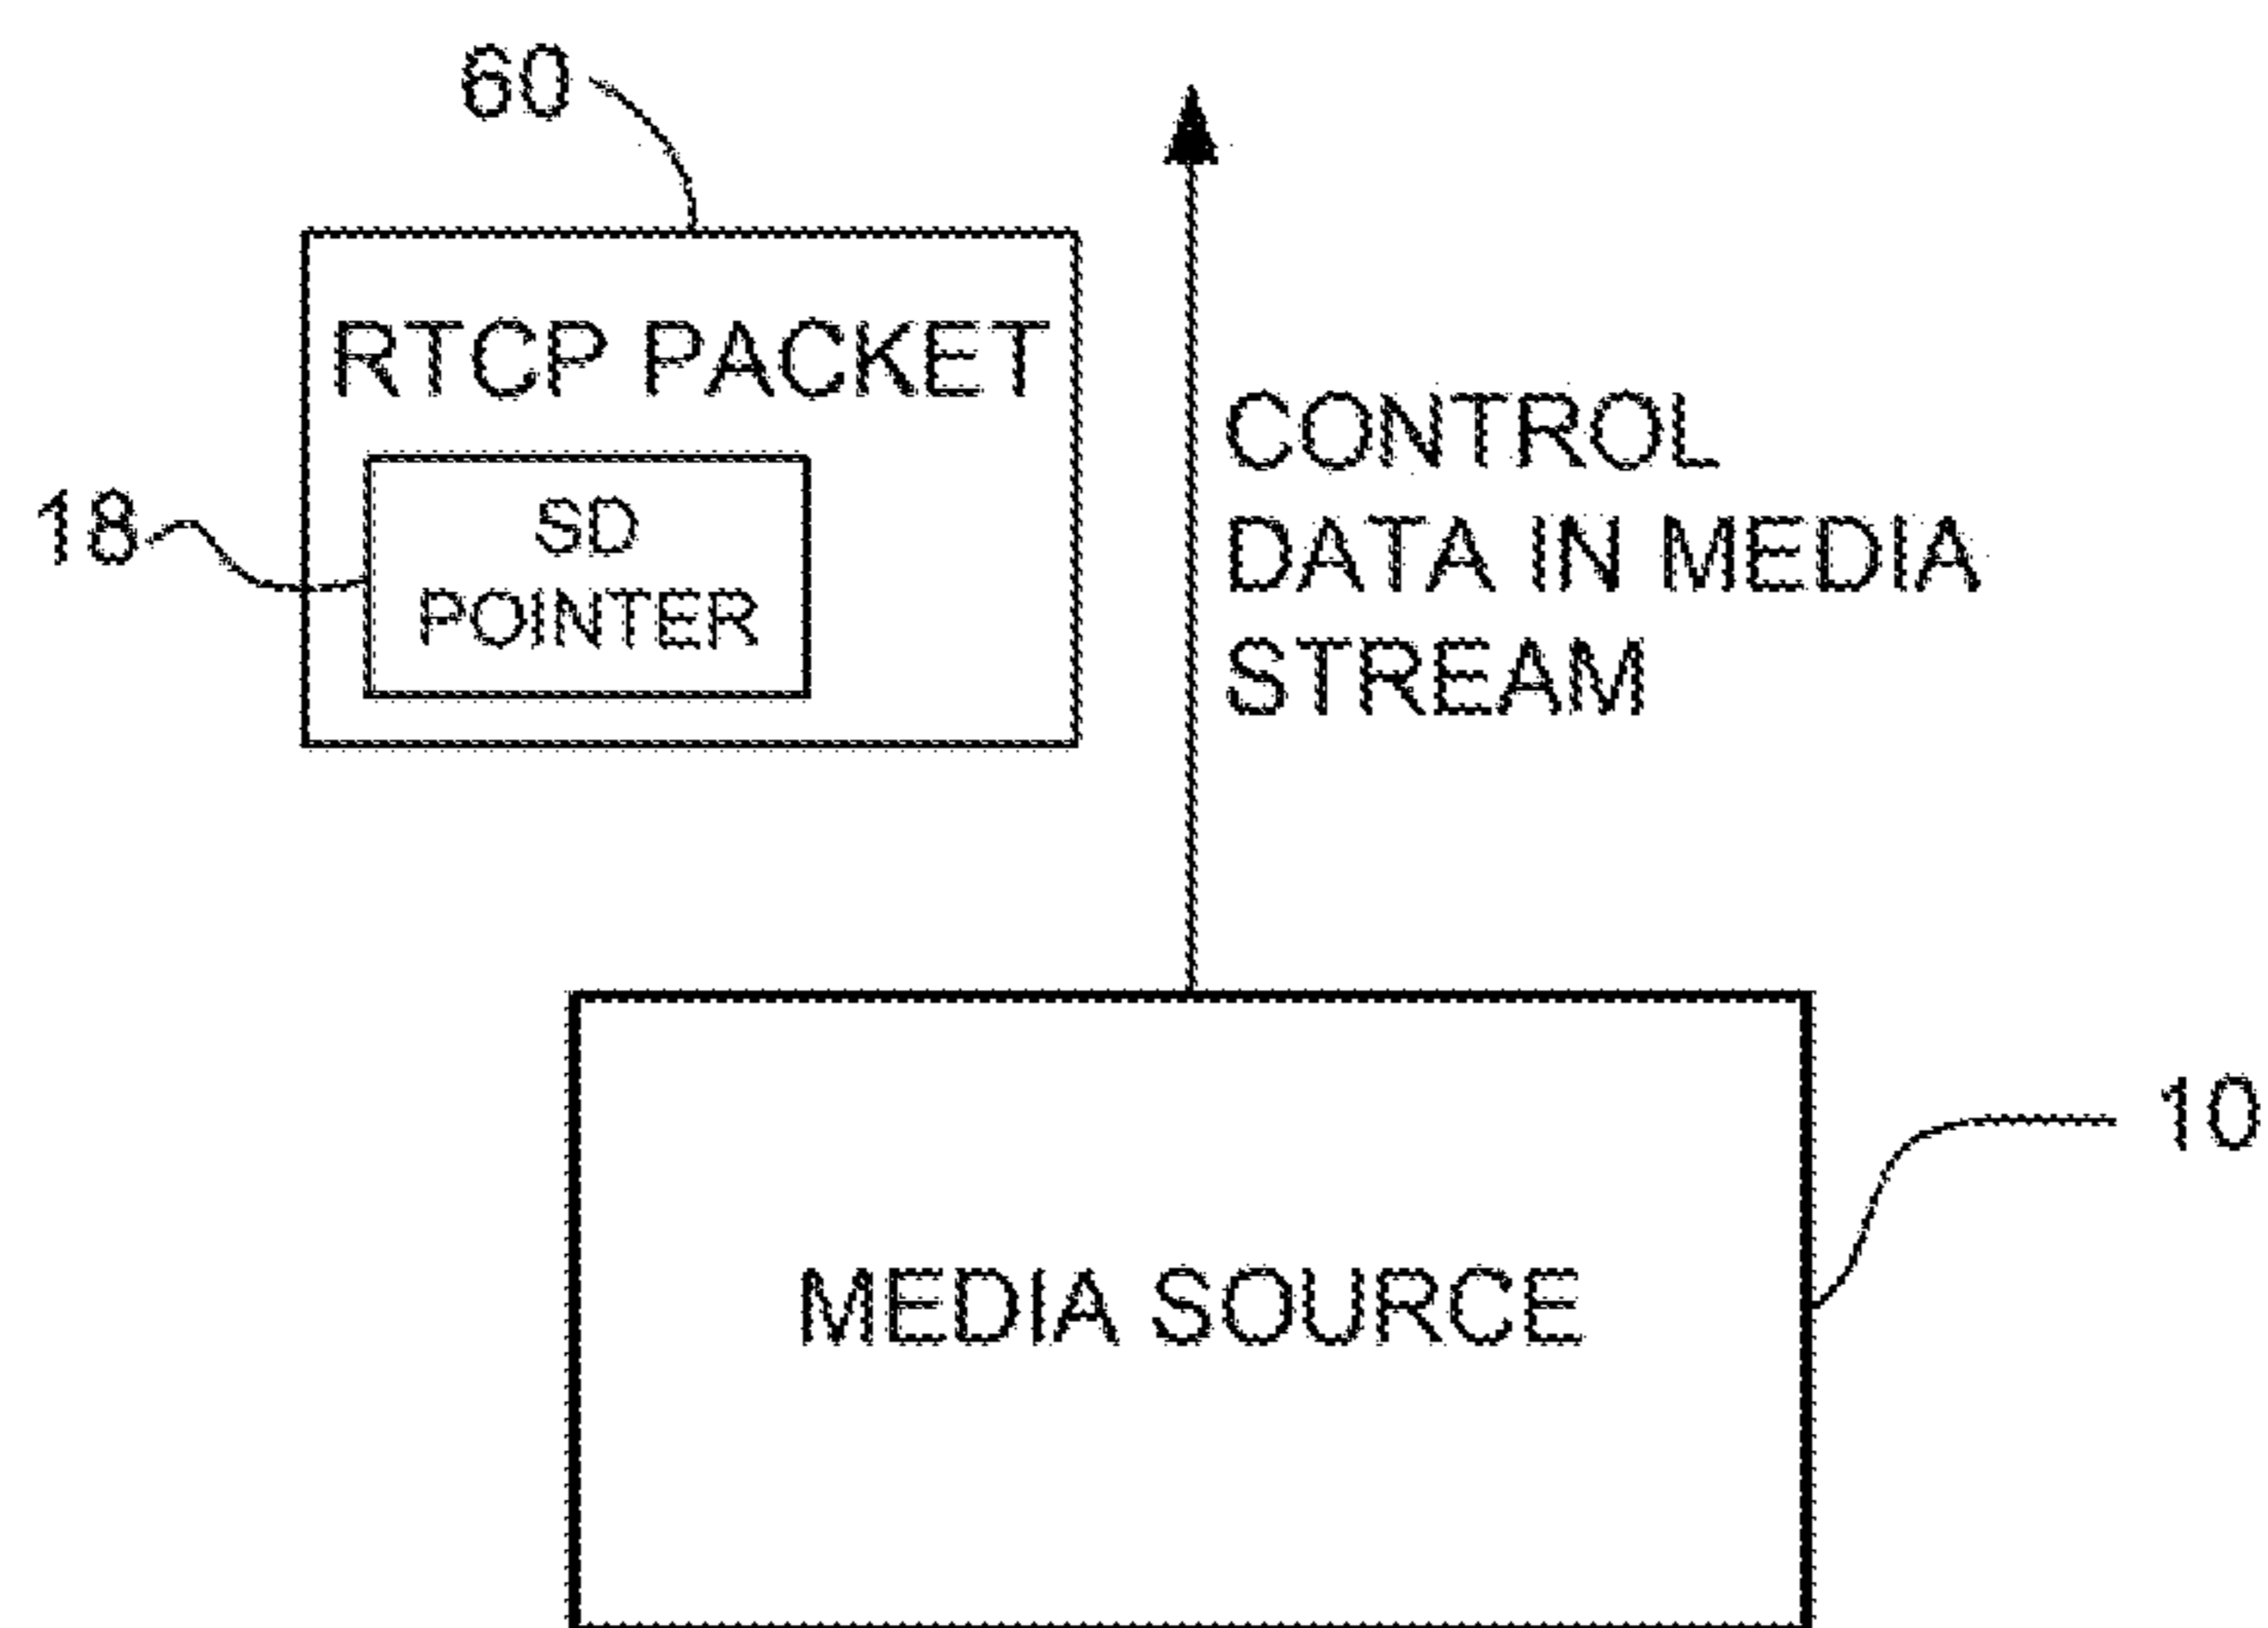 60
RTCP PACKET
18
SD
POINTER
CONTROL
DATA IN MEDIA
STREAM
10
MEDIA SOURCE